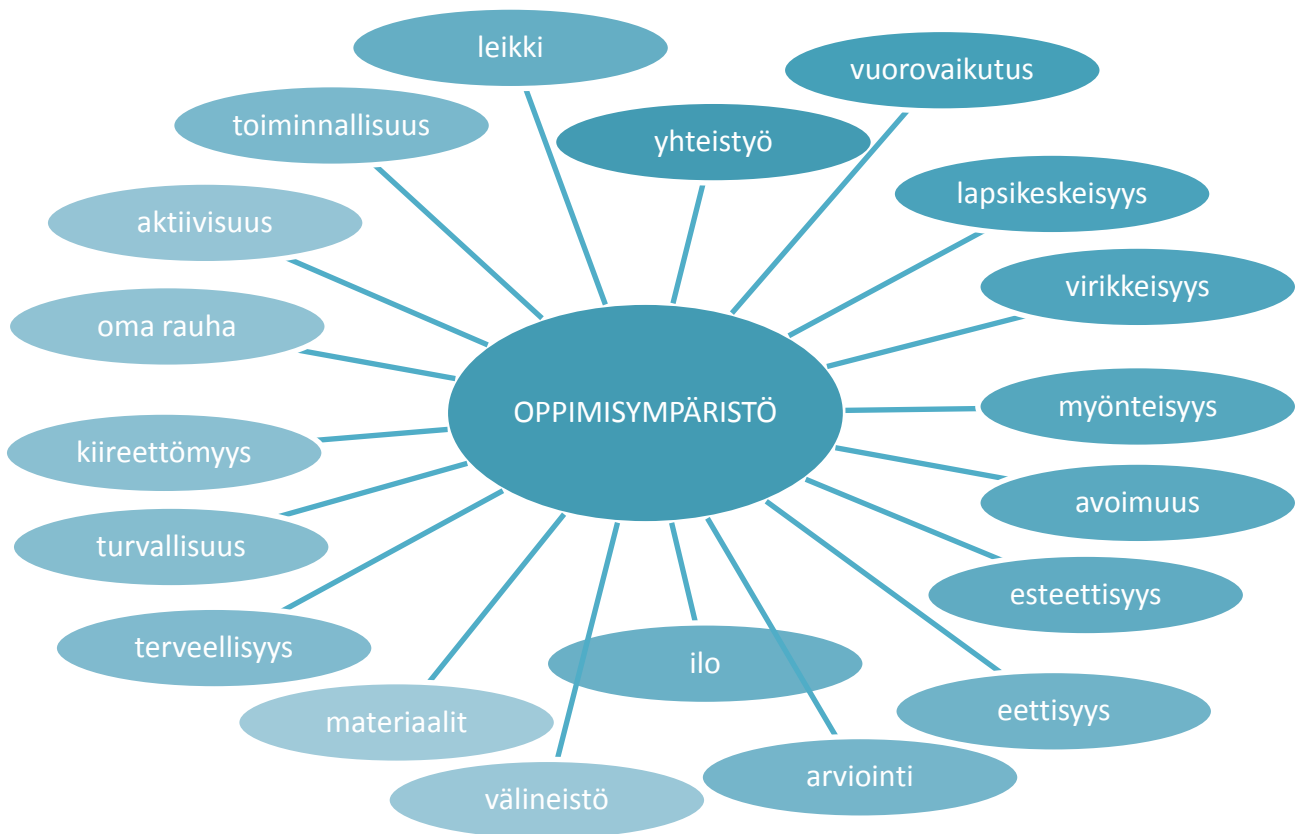 leikki
vuorovaikutus
toiminnallisuus
yhteistyö
lapsikeskeisyys
aktiivisuus
virikkeisyys
oma rauha
OPPIMISYMPÄRISTÖ
myönteisyys
kiireettömyys
avoimuus
turvallisuus
esteettisyys
terveellisyys
ilo
eettisyys
materiaalit
arviointi
välineistö